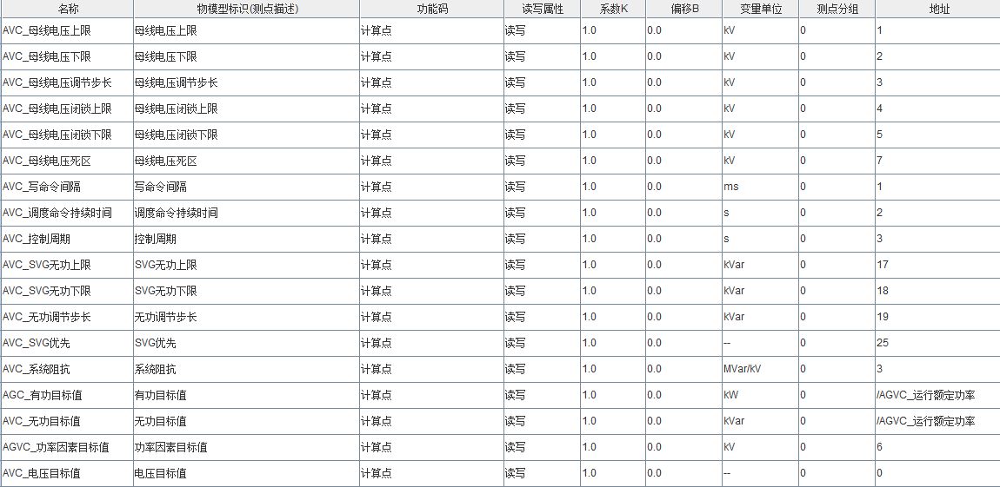 名称 物模型标识(测点描述) 功能码 读写属性 系数K 偏移B 变量单位 测点分组 地址
AVC_母线电压上限 母线电压上限 计算点 读写 1.0 0.0 kV 0 1
AVC_母线电压下限 母线电压下限 计算点 读写 1.0 0.0 kV 0 2
AVC_母线电压调节步长 母线电压调节步长 计算点 读写 1.0 0.0 kV 0 3
AVC_母线电压闭锁上限 母线电压闭锁上限 计算点 读写 1.0 0.0 kV 0 4
AVC_母线电压闭锁下限 母线电压闭锁下限 计算点 读写 1.0 0.0 kV 0 5
AVC_母线电压死区 母线电压死区 计算点 读写 1.0 0.0 kV 0 7
AVC_写命令间隔 写命令间隔 计算点 读写 1.0 0.0 ms 0 1
AVC_调度命令持续时间 调度命令持续时间 计算点 读写 1.0 0.0 s 0 2
AVC_控制周期 控制周期 计算点 读写 1.0 0.0 s 0 3
AVC_SVG无功上限 SVG无功上限 计算点 读写 1.0 0.0 kVar 0 17
AVC_SVG无功下限 SVG无功下限 计算点 读写 1.0 0.0 kVar 0 18
AVC_无功调节步长 无功调节步长 计算点 读写 1.0 0.0 kVar 0 19
AVC_SVG优先 SVG优先 计算点 读写 1.0 0.0 -- 0 25
AVC_系统阻抗 系统阻抗 计算点 读写 1.0 0.0 MVar/kV 0 3
AGC_有功目标值 有功目标值 计算点 读写 1.0 0.0 kW 0 /AGVC_运行额定功率
AVC_无功目标值 无功目标值 计算点 读写 1.0 0.0 kVar 0 /AGVC_运行额定功率
AGVC_功率因素目标值 功率因素目标值 计算点 读写 1.0 0.0 kV 0 6
AVC_电压目标值 电压目标值 计算点 读写 1.0 0.0 -- 0 0